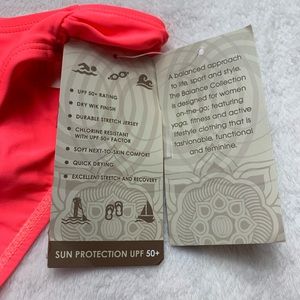 • UPF 50+ RATING
• DRY WIK FINISH
• DURABLE STRETCH JERSEY
• CHLORINE RESISTANT
WITH UPF 50+ FACTOR
• SOFT NEXT-TO-SKIN COMFORT
• QUICK DRYING
• EXCELLENT STRETCH AND RECOVERY
SUN PROTECTION UPF 50+
A balanced approach
to life, sport and style.
The Balance Collection
is designed for women
on-the-go; featuring
yoga, fitness and active
lifestyle clothing that is
fashionable, functional
and feminine.